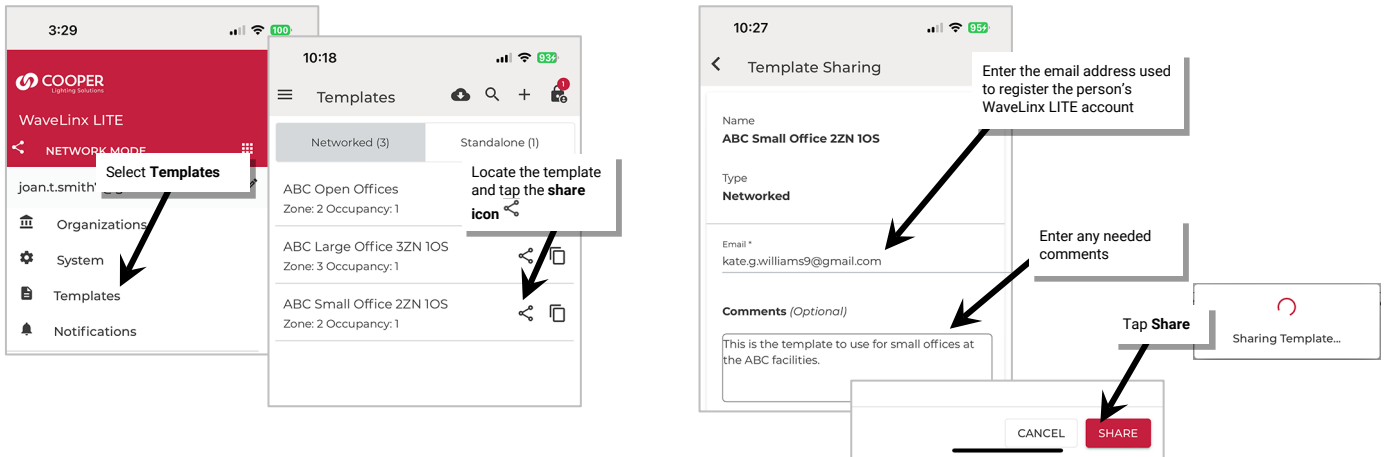 3:29
100
COOPER
Lighting Solutions
WaveLinx LITE
NETWORK MODE
Select Templates
joan.t.smith
Organizations
System
Templates
Notifications
10:18
93
1
Templates
Networked (3)
Standalone (1)
ABC Open Offices
Zone: 2 Occupancy: 1
Locate the template
and tap the share
icon
ABC Large Office 3ZN 1OS
Zone: 3 Occupancy: 1
ABC Small Office 2ZN 1OS
Zone: 2 Occupancy: 1
10:27
95
Template Sharing
Enter the email address used
to register the person's
WaveLinx LITE account
Name
ABC Small Office 2ZN 1OS
Type
Networked
Email *
kate.g.williams9@gmail.com
Enter any needed
comments
Comments (Optional)
This is the template to use for small offices at
the ABC facilities.
Tap Share
CANCEL
SHARE
Sharing Template...